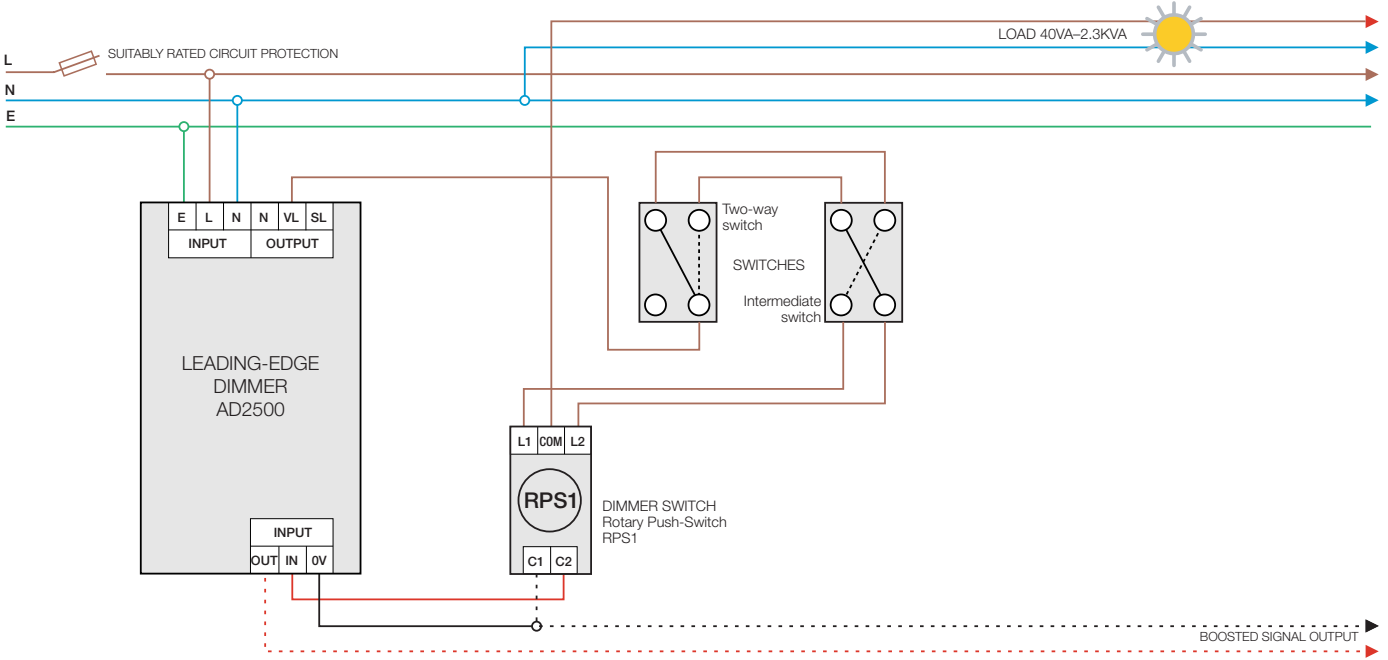 LOAD 40VA–2.3KVA
SUITABLY RATED CIRCUIT PROTECTION
L
N
E
E L N N VL SL
INPUT OUTPUT
Two-way
switch
SWITCHES
Intermediate
switch
LEADING-EDGE
DIMMER
AD2500
L1 COM L2
RPS1
DIMMER SWITCH
Rotary Push-Switch
RPS1
C1 C2
INPUT
OUT IN 0V
BOOSTED SIGNAL OUTPUT